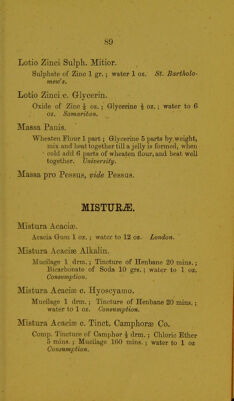 89
Lotio Zinci Sulph. Mitior.
Sulphate of Zinc 1 gr. ; water 1 oz. St. Bartholo-
mew's.
Lotio Zinci c. Glycerin.
Oxide of Zinc ½ oz. ; Glycerine ½ oz. ; water to 6
oz. Samaritan.
Massa Panis.
Wheaten Flour 1 part ; Glycerine 5 parts by weight,
mix and heat together till a jelly is formed, when
cold add 6 parts of wheaten flour, and beat well
together. University.
Massa pro Pessus, vide Pessus.
MISTURÆ.
Mistura Acaciæ.
Acacia Gum 1 oz. ; water to 12 oz. London.
Mistura Acaciæ Alkalin.
Mucilage 1 drm. ; Tincture of Henbane 20 mins. ;
Bicarbonate of Soda 10 grs. ; water to 1 oz.
Consumption.
Mistura Acaciæ c. Hyoscyamo.
Mucilage 1 drm. ; Tincture of Henbane 20 mins. ;
water to 1 oz. Consumption.
Mistura Acaciæ c. Tinct. Camphoræ Co.
Comp. Tincture of Camphor ½ drm. ; Chloric Ether
5 mins. ; Mucilage 160 mins. ; water to 1 oz
Consumption.